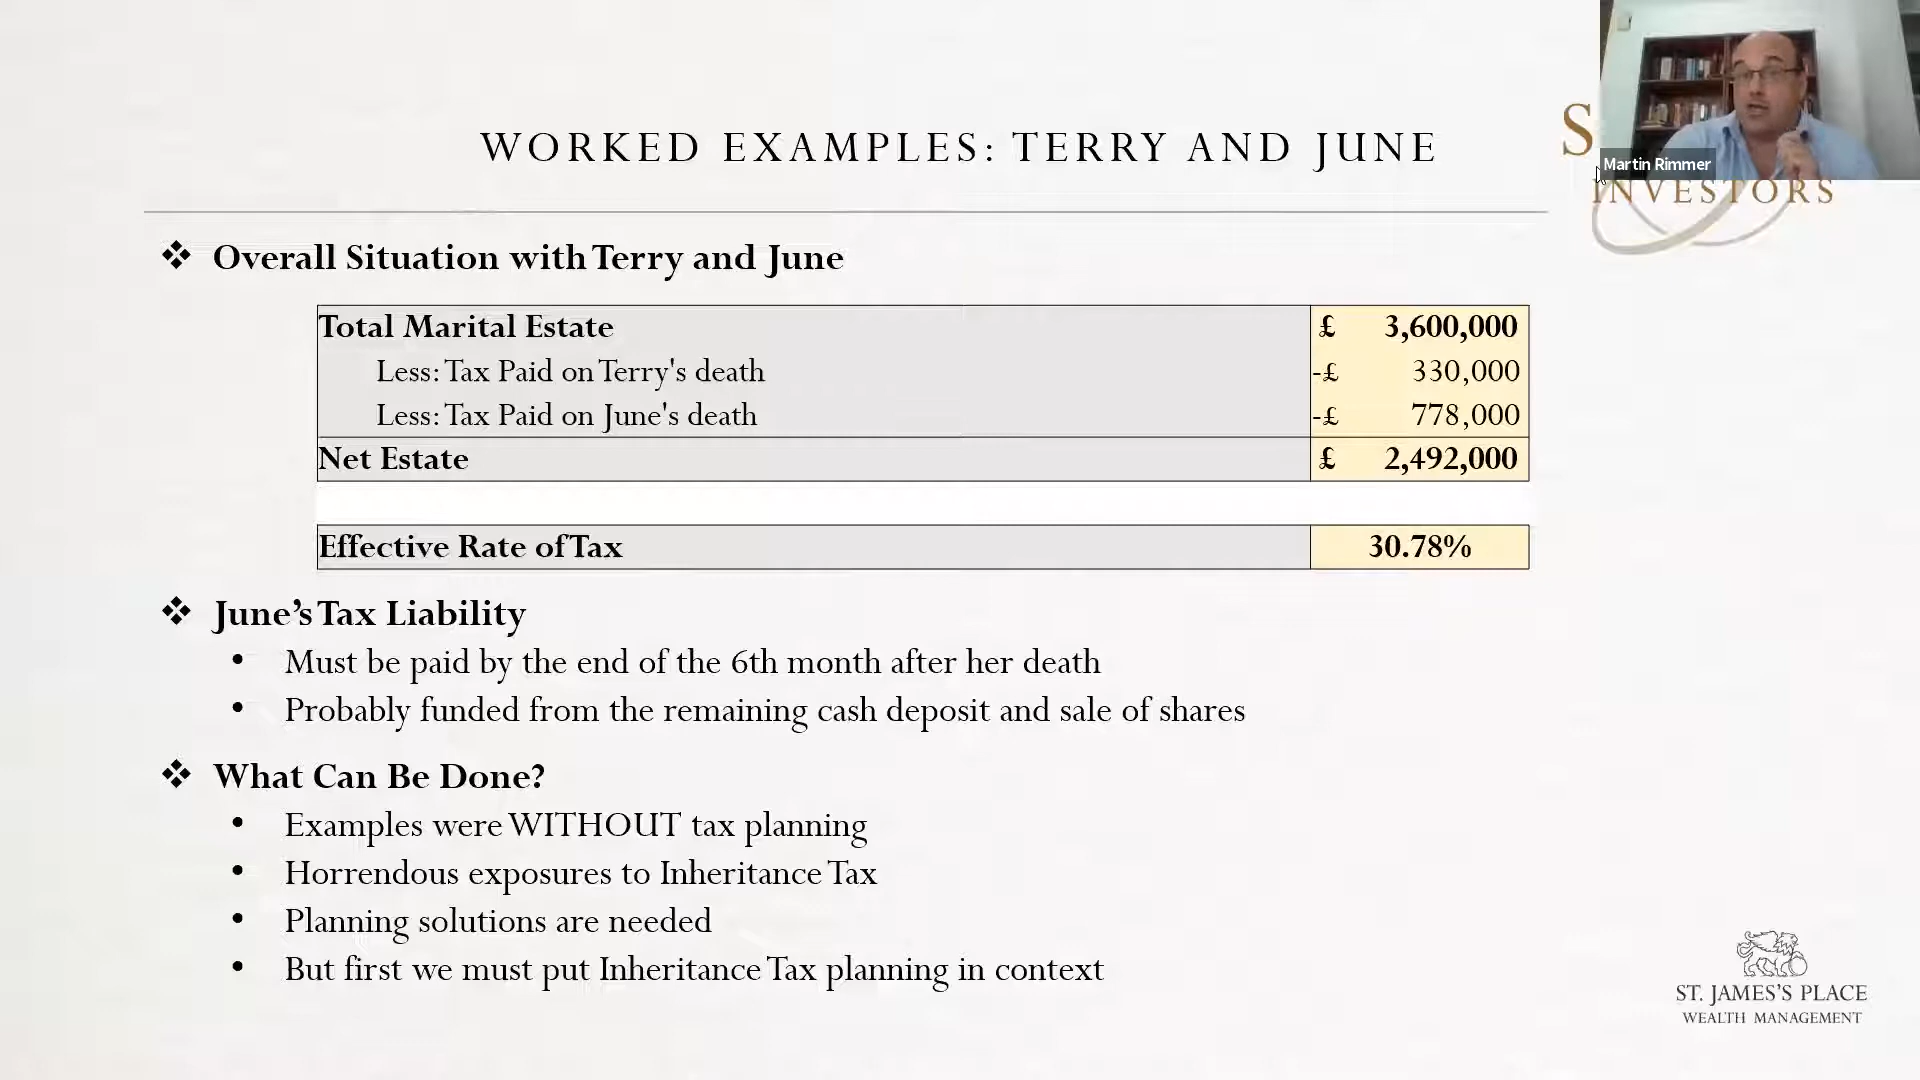 WORKED EXAMPLES: TERRY AND JUNE
S
Martin Rimmer
INVESTORS
❖ Overall Situation with Terry and June
Total Marital Estate £ 3,600,000
Less: Tax Paid on Terry's death -£ 330,000
Less: Tax Paid on June's death -£ 778,000
Net Estate £ 2,492,000
Effective Rate of Tax 30.78%
❖ June’s Tax Liability
• Must be paid by the end of the 6th month after her death
• Probably funded from the remaining cash deposit and sale of shares
❖ What Can Be Done?
• Examples were WITHOUT tax planning
• Horrendous exposures to Inheritance Tax
• Planning solutions are needed
• But first we must put Inheritance Tax planning in context
ST. JAMES'S PLACE
WEALTH MANAGEMENT